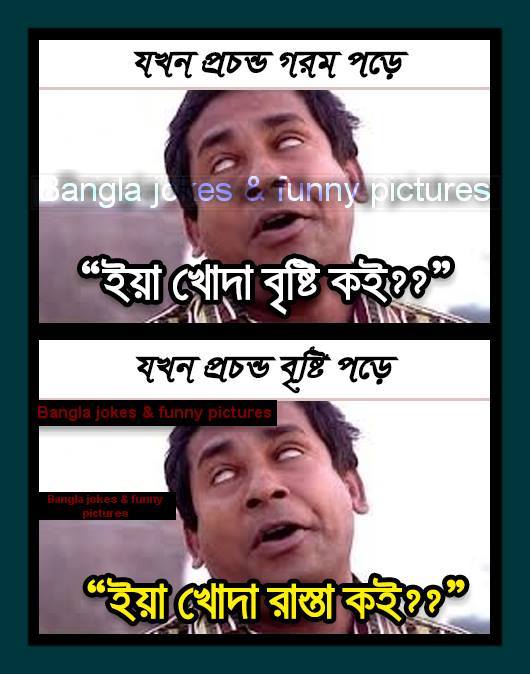 যখন প্রচন্ড গরম পড়ে
Bangla jokes & funny pictures
“ইয়া খোদা বৃষ্টি কই??”
যখন প্রচন্ড বৃষ্টি পড়ে
Bangla jokes & funny pictures
Bangla jokes & funny
pictures
“ইয়া খোদা রাস্তা কই??”